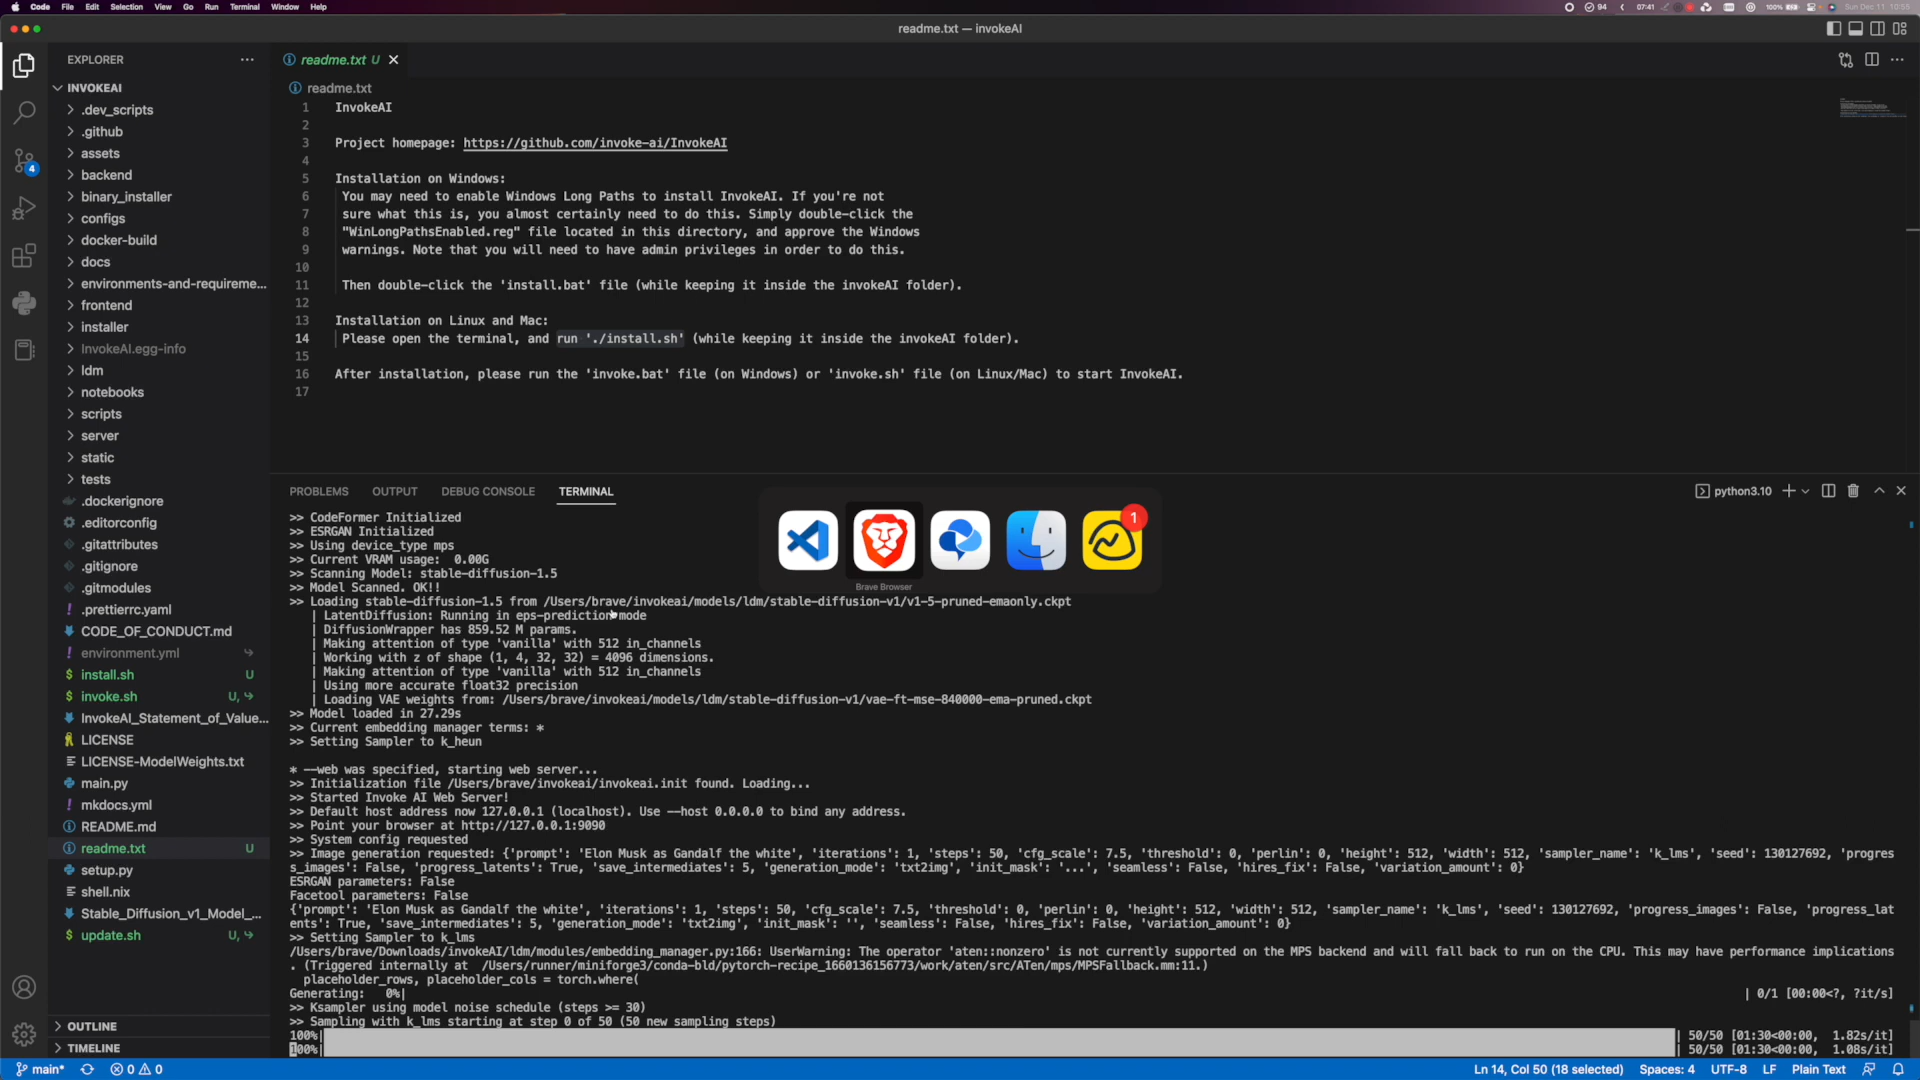 Code File Edit Selection View Go Run Terminal Window Help 94 07:41 100% Sun Dec 11 10:55
readme.txt — invokeAI
EXPLORER
readme.txt U
INVOKEAI
.dev_scripts
.github
assets
backend
binary_installer
configs
docker-build
docs
environments-and-requireme...
frontend
installer
InvokeAI.egg-info
ldm
notebooks
scripts
server
static
tests
.dockerignore
.editorconfig
.gitattributes
.gitignore
.gitmodules
.prettierrc.yaml
CODE_OF_CONDUCT.md
environment.yml
install.sh U
invoke.sh U,
InvokeAI_Statement_of_Value...
LICENSE
LICENSE-ModelWeights.txt
main.py
mkdocs.yml
README.md
readme.txt U
setup.py
shell.nix
Stable_Diffusion_v1_Model_...
update.sh U,
OUTLINE
TIMELINE
4
readme.txt
1 InvokeAI
2
3 Project homepage: https://github.com/invoke-ai/InvokeAI
4
5 Installation on Windows:
6 You may need to enable Windows Long Paths to install InvokeAI. If you're not
7 sure what this is, you almost certainly need to do this. Simply double-click the
8 "WinLongPathsEnabled.reg" file located in this directory, and approve the Windows
9 warnings. Note that you will need to have admin privileges in order to do this.
10
11 Then double-click the 'install.bat' file (while keeping it inside the invokeAI folder).
12
13 Installation on Linux and Mac:
14 Please open the terminal, and run './install.sh' (while keeping it inside the invokeAI folder).
15
16 After installation, please run the 'invoke.bat' file (on Windows) or 'invoke.sh' file (on Linux/Mac) to start InvokeAI.
17
PROBLEMS OUTPUT DEBUG CONSOLE TERMINAL
python3.10
1
Brave Browser
>> CodeFormer Initialized
>> ESRGAN Initialized
>> Using device_type mps
>> Current VRAM usage: 0.00G
>> Scanning Model: stable-diffusion-1.5
>> Model Scanned. OK!!
>> Loading stable-diffusion-1.5 from /Users/brave/invokeai/models/ldm/stable-diffusion-v1/v1-5-pruned-emaonly.ckpt
| LatentDiffusion: Running in eps-prediction mode
| DiffusionWrapper has 859.52 M params.
| Making attention of type 'vanilla' with 512 in_channels
| Working with z of shape (1, 4, 32, 32) = 4096 dimensions.
| Making attention of type 'vanilla' with 512 in_channels
| Using more accurate float32 precision
| Loading VAE weights from: /Users/brave/invokeai/models/ldm/stable-diffusion-v1/vae-ft-mse-840000-ema-pruned.ckpt
>> Model loaded in 27.29s
>> Current embedding manager terms: *
>> Setting Sampler to k_heun
* --web was specified, starting web server...
>> Initialization file /Users/brave/invokeai/invokeai.init found. Loading...
>> Started Invoke AI Web Server!
>> Default host address now 127.0.0.1 (localhost). Use --host 0.0.0.0 to bind any address.
>> Point your browser at http://127.0.0.1:9090
>> System config requested
>> Image generation requested: {'prompt': 'Elon Musk as Gandalf the white', 'iterations': 1, 'steps': 50, 'cfg_scale': 7.5, 'threshold': 0, 'perlin': 0, 'height': 512, 'width': 512, 'sampler_name': 'k_lms', 'seed': 130127692, 'progres
s_images': False, 'progress_latents': True, 'save_intermediates': 5, 'generation_mode': 'txt2img', 'init_mask': '...', 'seamless': False, 'hires_fix': False, 'variation_amount': 0}
ESRGAN parameters: False
Facetool parameters: False
{'prompt': 'Elon Musk as Gandalf the white', 'iterations': 1, 'steps': 50, 'cfg_scale': 7.5, 'threshold': 0, 'perlin': 0, 'height': 512, 'width': 512, 'sampler_name': 'k_lms', 'seed': 130127692, 'progress_images': False, 'progress_lat
ents': True, 'save_intermediates': 5, 'generation_mode': 'txt2img', 'init_mask': '', 'seamless': False, 'hires_fix': False, 'variation_amount': 0}
>> Setting Sampler to k_lms
/Users/brave/Downloads/invokeAI/ldm/modules/embedding_manager.py:166: UserWarning: The operator 'aten::nonzero' is not currently supported on the MPS backend and will fall back to run on the CPU. This may have performance implications
. (Triggered internally at /Users/runner/miniforge3/conda-bld/pytorch-recipe_1660136156773/work/aten/src/ATen/mps/MPSFallback.mm:11.)
placeholder_rows, placeholder_cols = torch.where(
Generating: 0%| | 0/1 [00:00<?, ?it/s]
>> Ksampler using model noise schedule (steps >= 30)
>> Sampling with k_lms starting at step 0 of 50 (50 new sampling steps)
100%| | 50/50 [01:30<00:00, 1.82s/it]
100%| | 50/50 [01:30<00:00, 1.08s/it]
main* 0 0 Ln 14, Col 50 (18 selected) Spaces: 4 UTF-8 LF Plain Text